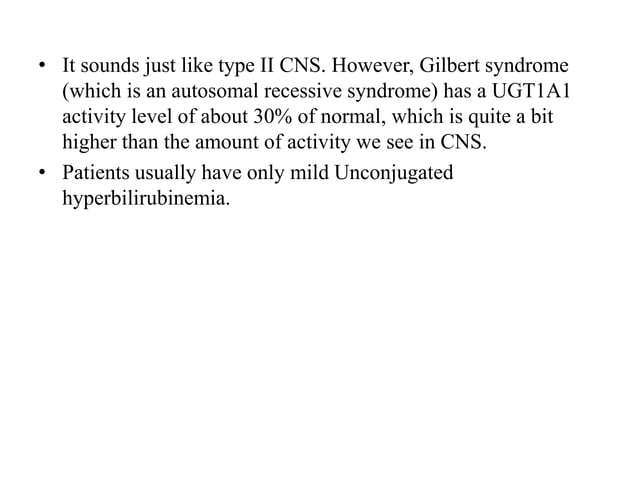 • It sounds just like type II CNS. However, Gilbert syndrome
(which is an autosomal recessive syndrome) has a UGT1A1
activity level of about 30% of normal, which is quite a bit
higher than the amount of activity we see in CNS.
• Patients usually have only mild Unconjugated
hyperbilirubinemia.